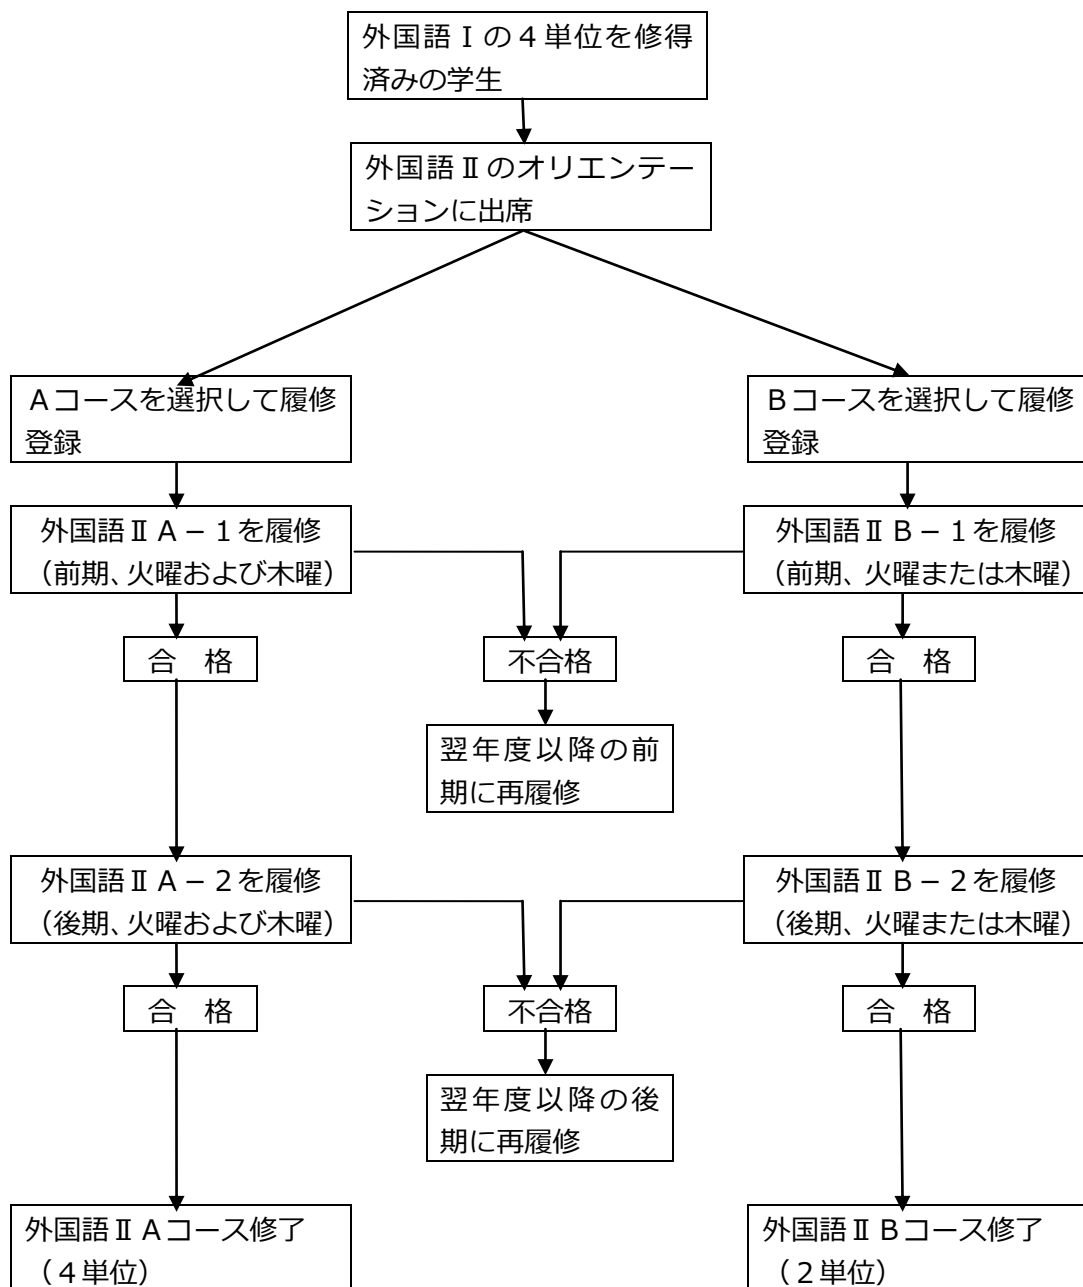 外国語Ⅰの４単位を修得
済みの学生
外国語Ⅱのオリエンテー
ションに出席
Ａコースを選択して履修
登録
Ｂコースを選択して履修
登録
外国語ⅡＡ－１を履修
（前期、火曜および木曜）
外国語ⅡＢ－１を履修
（前期、火曜または木曜）
合　格
不合格
合　格
翌年度以降の前
期に再履修
外国語ⅡＡ－２を履修
（後期、火曜および木曜）
外国語ⅡＢ－２を履修
（後期、火曜または木曜）
合　格
不合格
合　格
翌年度以降の後
期に再履修
外国語ⅡＡコース修了
（４単位）
外国語ⅡＢコース修了
（２単位）